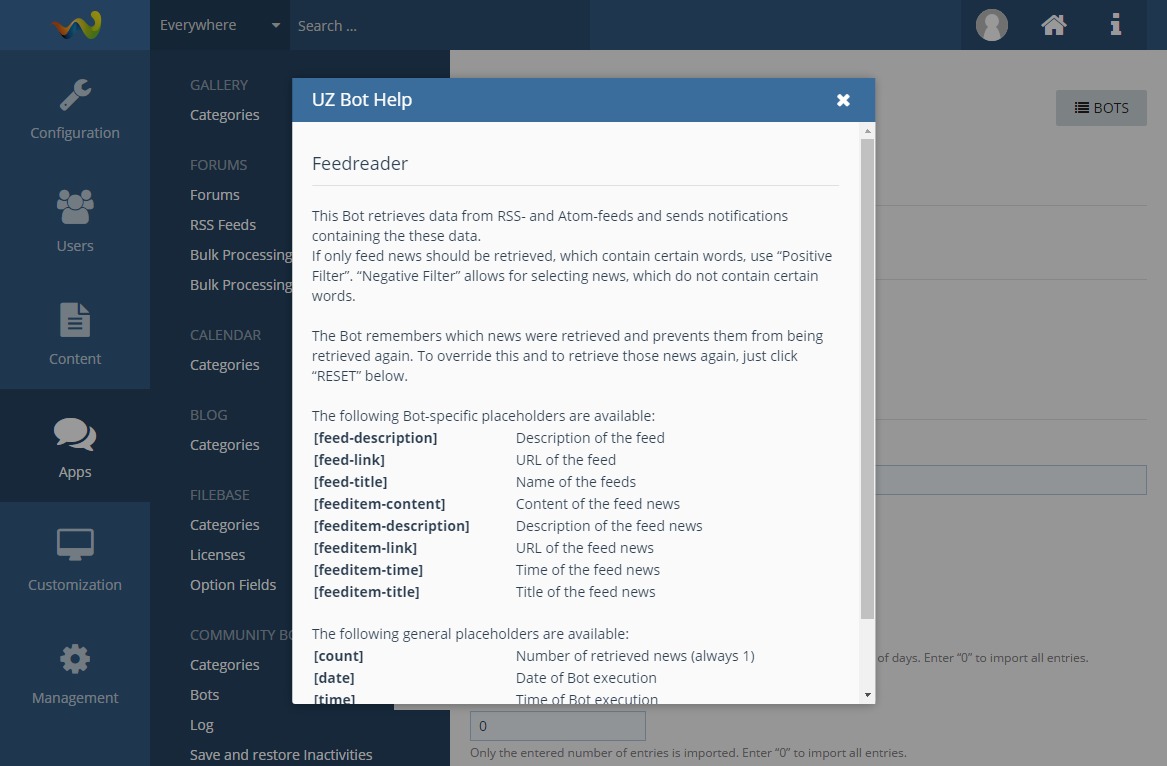 Everywhere
Search ...
Configuration
Users
Content
Apps
Customization
Management
GALLERY
Categories
FORUMS
Forums
RSS Feeds
Bulk Processing
Bulk Processing
CALENDAR
Categories
BLOG
Categories
FILEBASE
Categories
Licenses
Option Fields
COMMUNITY BO
Categories
Bots
Log
Save and restore Inactivities
BOTS
UZ Bot Help
Feedreader
This Bot retrieves data from RSS- and Atom-feeds and sends notifications
containing the these data.
If only feed news should be retrieved, which contain certain words, use “Positive
Filter”. “Negative Filter” allows for selecting news, which do not contain certain
words.
The Bot remembers which news were retrieved and prevents them from being
retrieved again. To override this and to retrieve those news again, just click
“RESET” below.
The following Bot-specific placeholders are available:
[feed-description] Description of the feed
[feed-link] URL of the feed
[feed-title] Name of the feeds
[feeditem-content] Content of the feed news
[feeditem-description] Description of the feed news
[feeditem-link] URL of the feed news
[feeditem-time] Time of the feed news
[feeditem-title] Title of the feed news
The following general placeholders are available:
[count] Number of retrieved news (always 1)
[date] Date of Bot execution
[time] Time of Bot execution
of days. Enter “0” to import all entries.
0
Only the entered number of entries is imported. Enter “0” to import all entries.